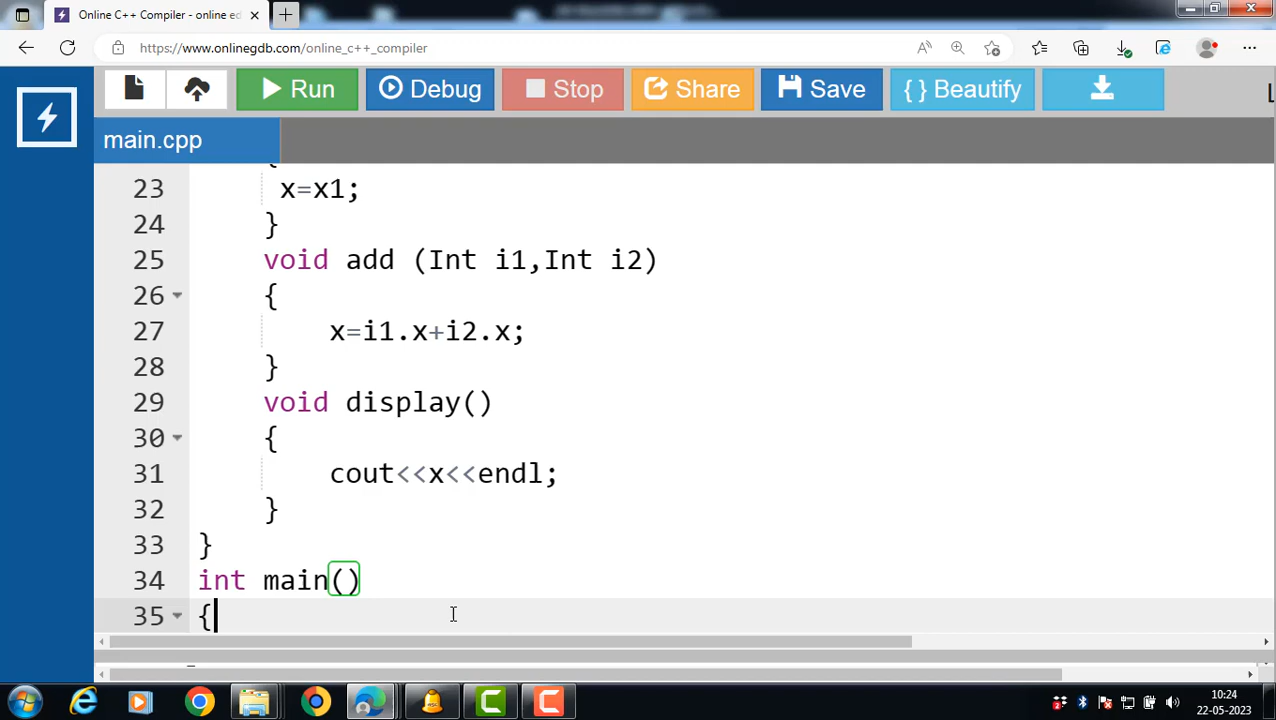 Online C++ Compiler - online ed
https://www.onlinegdb.com/online_c++_compiler
Run Debug Stop Share Save { } Beautify
main.cpp
23 x=x1;
24 }
25 void add (Int i1,Int i2)
26 {
27 x=i1.x+i2.x;
28 }
29 void display()
30 {
31 cout<<x<<endl;
32 }
33 }
34 int main()
35 {
10:24
22-05-2023